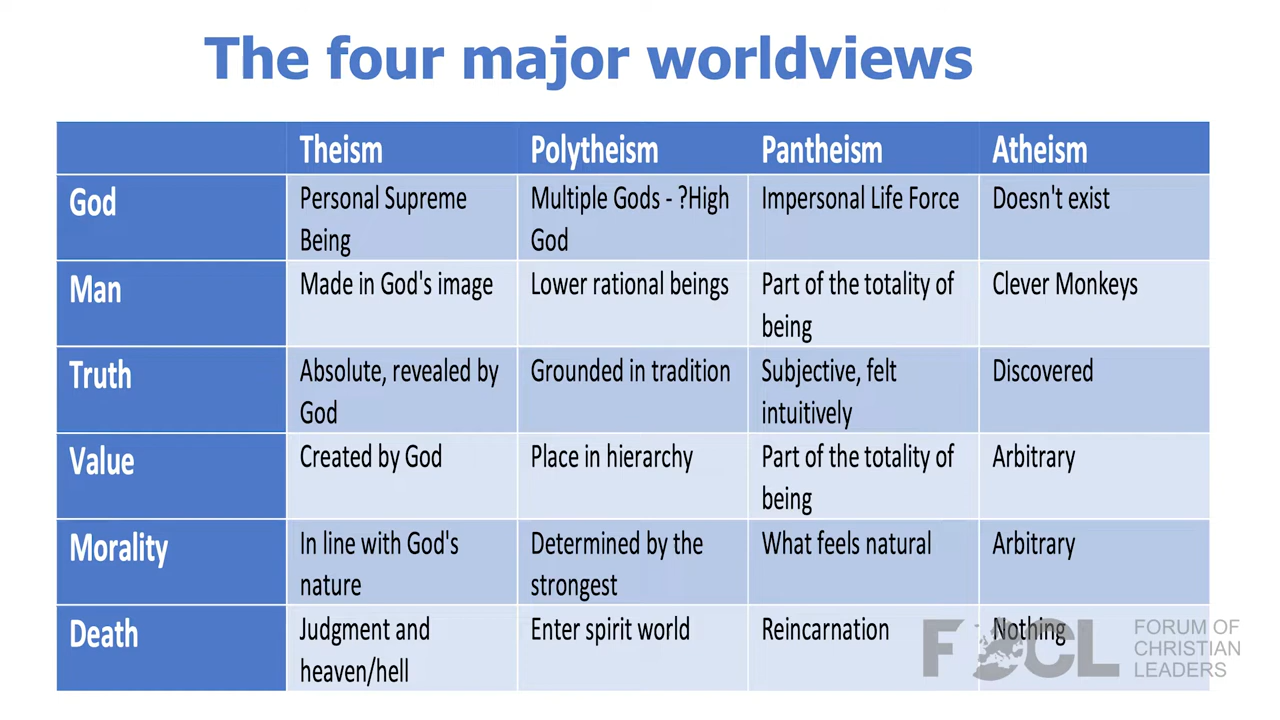 The four major worldviews
Theism
Polytheism
Pantheism
Atheism
God
Personal Supreme
Being
Multiple Gods - ?High
God
Impersonal Life Force
Doesn't exist
Man
Made in God's image
Lower rational beings
Part of the totality of
being
Clever Monkeys
Truth
Absolute, revealed by
God
Grounded in tradition
Subjective, felt
intuitively
Discovered
Value
Created by God
Place in hierarchy
Part of the totality of
being
Arbitrary
Morality
In line with God's
nature
Determined by the
strongest
What feels natural
Arbitrary
Death
Judgment and
heaven/hell
Enter spirit world
Reincarnation
Nothing
FOCL
FORUM OF
CHRISTIAN
LEADERS